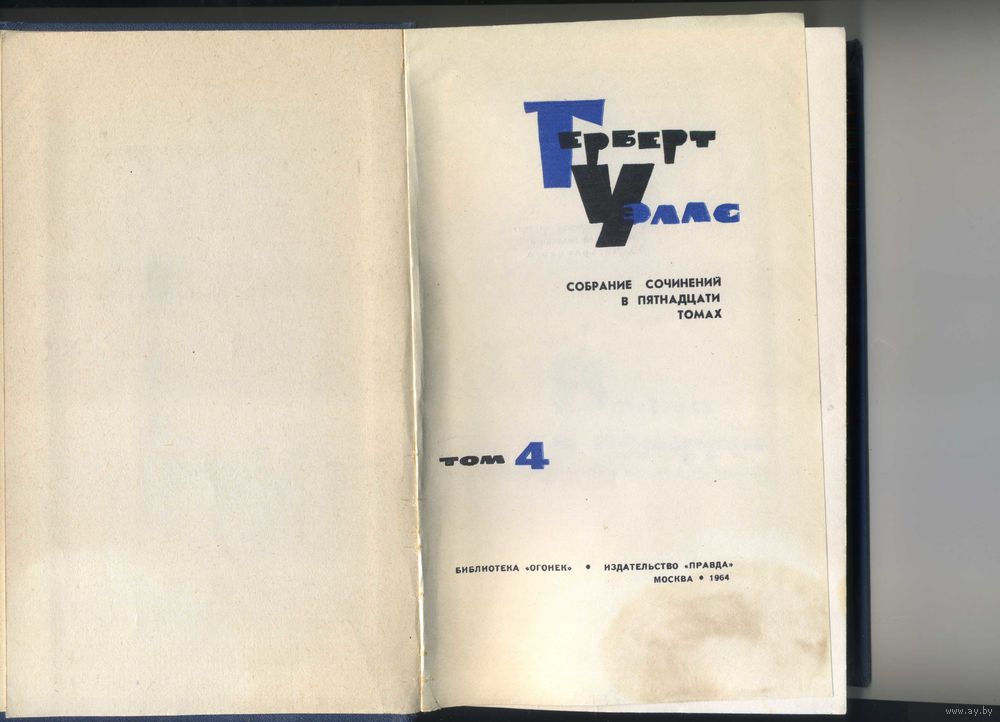 Герберт
Уэллс
СОБРАНИЕ СОЧИНЕНИЙ
В ПЯТНАДЦАТИ
ТОМАХ
ТОМ 4
БИБЛИОТЕКА «ОГОНЕК» • ИЗДАТЕЛЬСТВО «ПРАВДА»
МОСКВА • 1964
www.ay.by